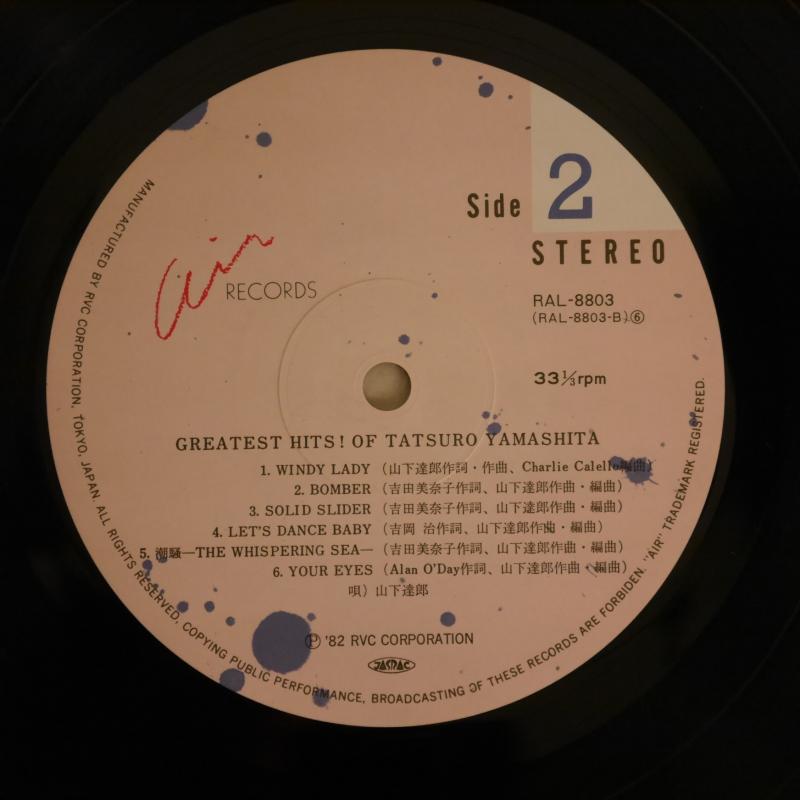 Side 2
STEREO
Air RECORDS
RAL-8803
(RAL-8803-B)⑥
33⅓rpm
GREATEST HITS! OF TATSURO YAMASHITA
1. WINDY LADY (山下達郎作詞・作曲、Charlie Calello編曲)
2. BOMBER (吉田美奈子作詞、山下達郎作曲・編曲)
3. SOLID SLIDER (吉田美奈子作詞、山下達郎作曲・編曲)
4. LET'S DANCE BABY (吉岡 治作詞、山下達郎作曲・編曲)
5. 潮騒—THE WHISPERING SEA— (吉田美奈子作詞、山下達郎作曲・編曲)
6. YOUR EYES (Alan O'Day作詞、山下達郎作曲・編曲)
唄) 山下達郎
Ⓟ '82 RVC CORPORATION
JASRAC
MANUFACTURED BY RVC CORPORATION, TOKYO, JAPAN. ALL RIGHTS RESERVED, COPYING PUBLIC PERFORMANCE, BROADCASTING OF THESE RECORDS ARE FORBIDDEN. "AIR" TRADEMARK REGISTERED.